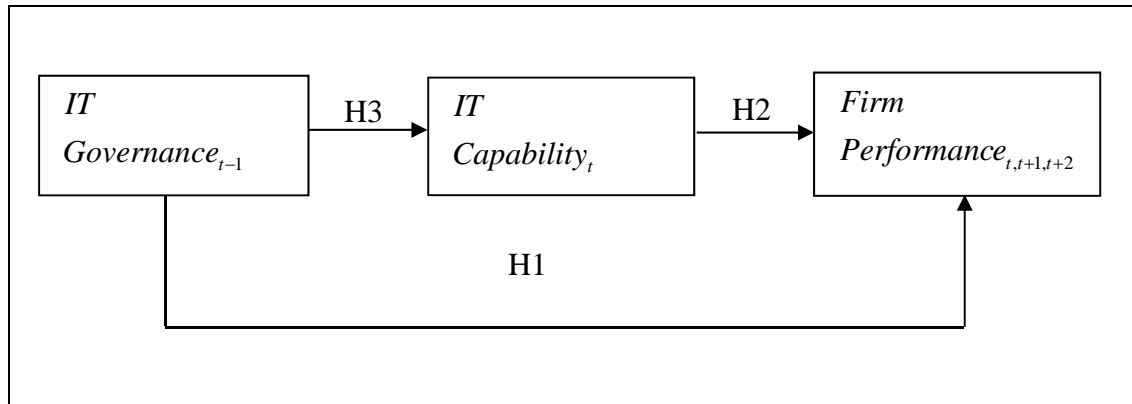 IT
Governance_{t−1}
H3
IT
Capability_t
H2
Firm
Performance_{t,t+1,t+2}
H1